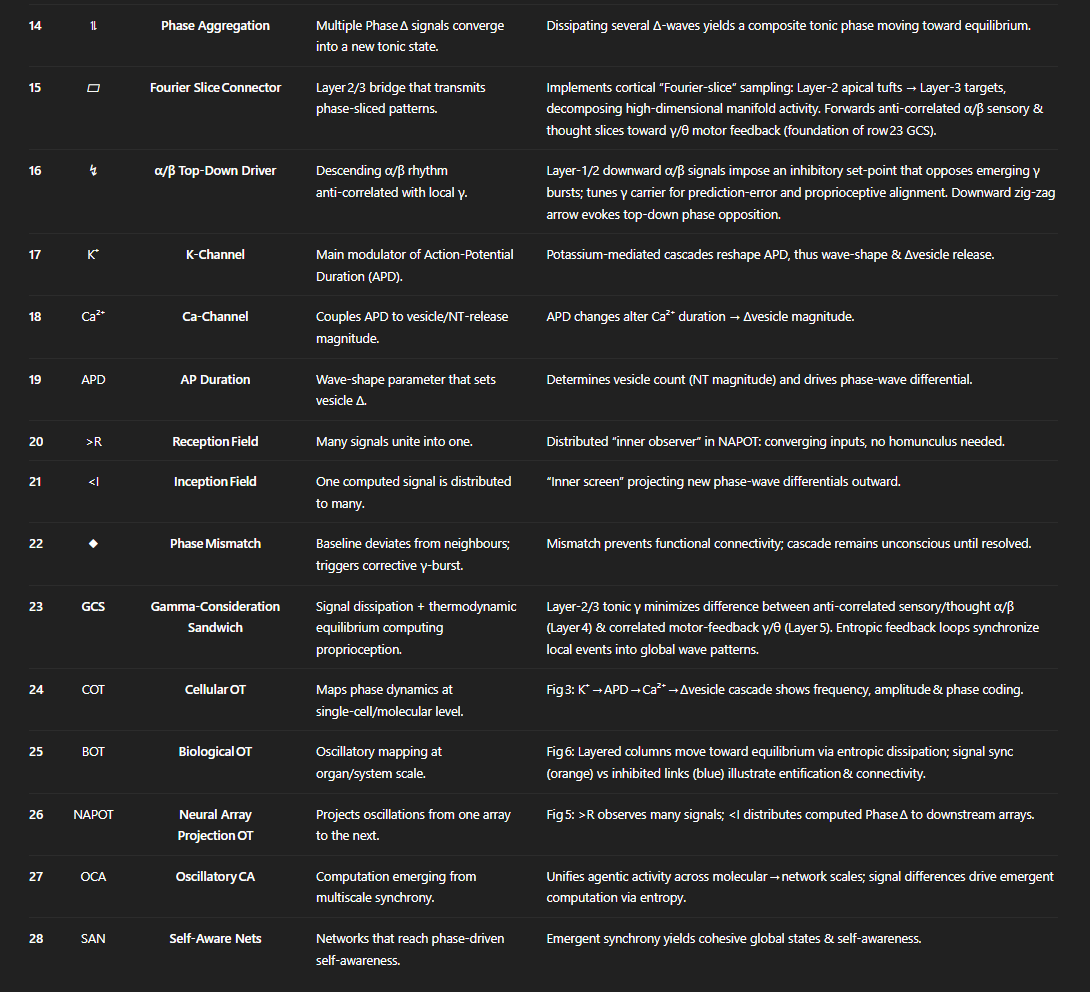 14 ⥮ Phase Aggregation Multiple Phase Δ signals converge Dissipating several Δ-waves yields a composite tonic phase moving toward equilibrium.
into a new tonic state.
15 ▱ Fourier Slice Connector Layer 2/3 bridge that transmits Implements cortical “Fourier-slice” sampling: Layer-2 apical tufts → Layer-3 targets,
phase-sliced patterns. decomposing high-dimensional manifold activity. Forwards anti-correlated α/β sensory &
thought slices toward γ/θ motor feedback (foundation of row 23 GCS).
16 ↯ α/β Top-Down Driver Descending α/β rhythm Layer-1/2 downward α/β signals impose an inhibitory set-point that opposes emerging γ
anti-correlated with local γ. bursts; tunes γ carrier for prediction-error and proprioceptive alignment. Downward zig-zag
arrow evokes top-down phase opposition.
17 K⁺ K-Channel Main modulator of Action-Potential Potassium-mediated cascades reshape APD, thus wave-shape & Δvesicle release.
Duration (APD).
18 Ca²⁺ Ca-Channel Couples APD to vesicle/NT-release APD changes alter Ca²⁺ duration → Δvesicle magnitude.
magnitude.
19 APD AP Duration Wave-shape parameter that sets Determines vesicle count (NT magnitude) and drives phase-wave differential.
vesicle Δ.
20 >R Reception Field Many signals unite into one. Distributed “inner observer” in NAPOT: converging inputs, no homunculus needed.
21 <I Inception Field One computed signal is distributed “Inner screen” projecting new phase-wave differentials outward.
to many.
22 ◆ Phase Mismatch Baseline deviates from neighbours; Mismatch prevents functional connectivity; cascade remains unconscious until resolved.
triggers corrective γ-burst.
23 GCS Gamma-Consideration Signal dissipation + thermodynamic Layer-2/3 tonic γ minimizes difference between anti-correlated sensory/thought α/β
Sandwich equilibrium computing (Layer 4) & correlated motor-feedback γ/θ (Layer 5). Entropic feedback loops synchronize
proprioception. local events into global wave patterns.
24 COT Cellular OT Maps phase dynamics at Fig 3: K⁺ → APD → Ca²⁺ → Δvesicle cascade shows frequency, amplitude & phase coding.
single-cell/molecular level.
25 BOT Biological OT Oscillatory mapping at Fig 6: Layered columns move toward equilibrium via entropic dissipation; signal sync
organ/system scale. (orange) vs inhibited links (blue) illustrate entification & connectivity.
26 NAPOT Neural Array Projects oscillations from one array Fig 5: >R observes many signals; <I distributes computed Phase Δ to downstream arrays.
Projection OT to the next.
27 OCA Oscillatory CA Computation emerging from Unifies agentic activity across molecular → network scales; signal differences drive emergent
multiscale synchrony. computation via entropy.
28 SAN Self-Aware Nets Networks that reach phase-driven Emergent synchrony yields cohesive global states & self-awareness.
self-awareness.